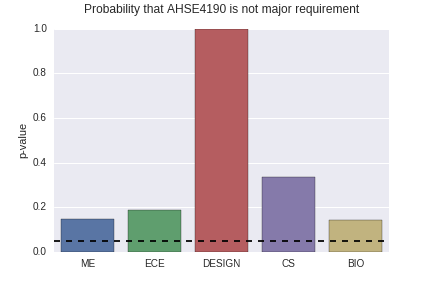 Probability that AHSE4190 is not major requirement
1.0
0.8
0.6
0.4
0.2
0.0
p-value
ME ECE DESIGN CS BIO